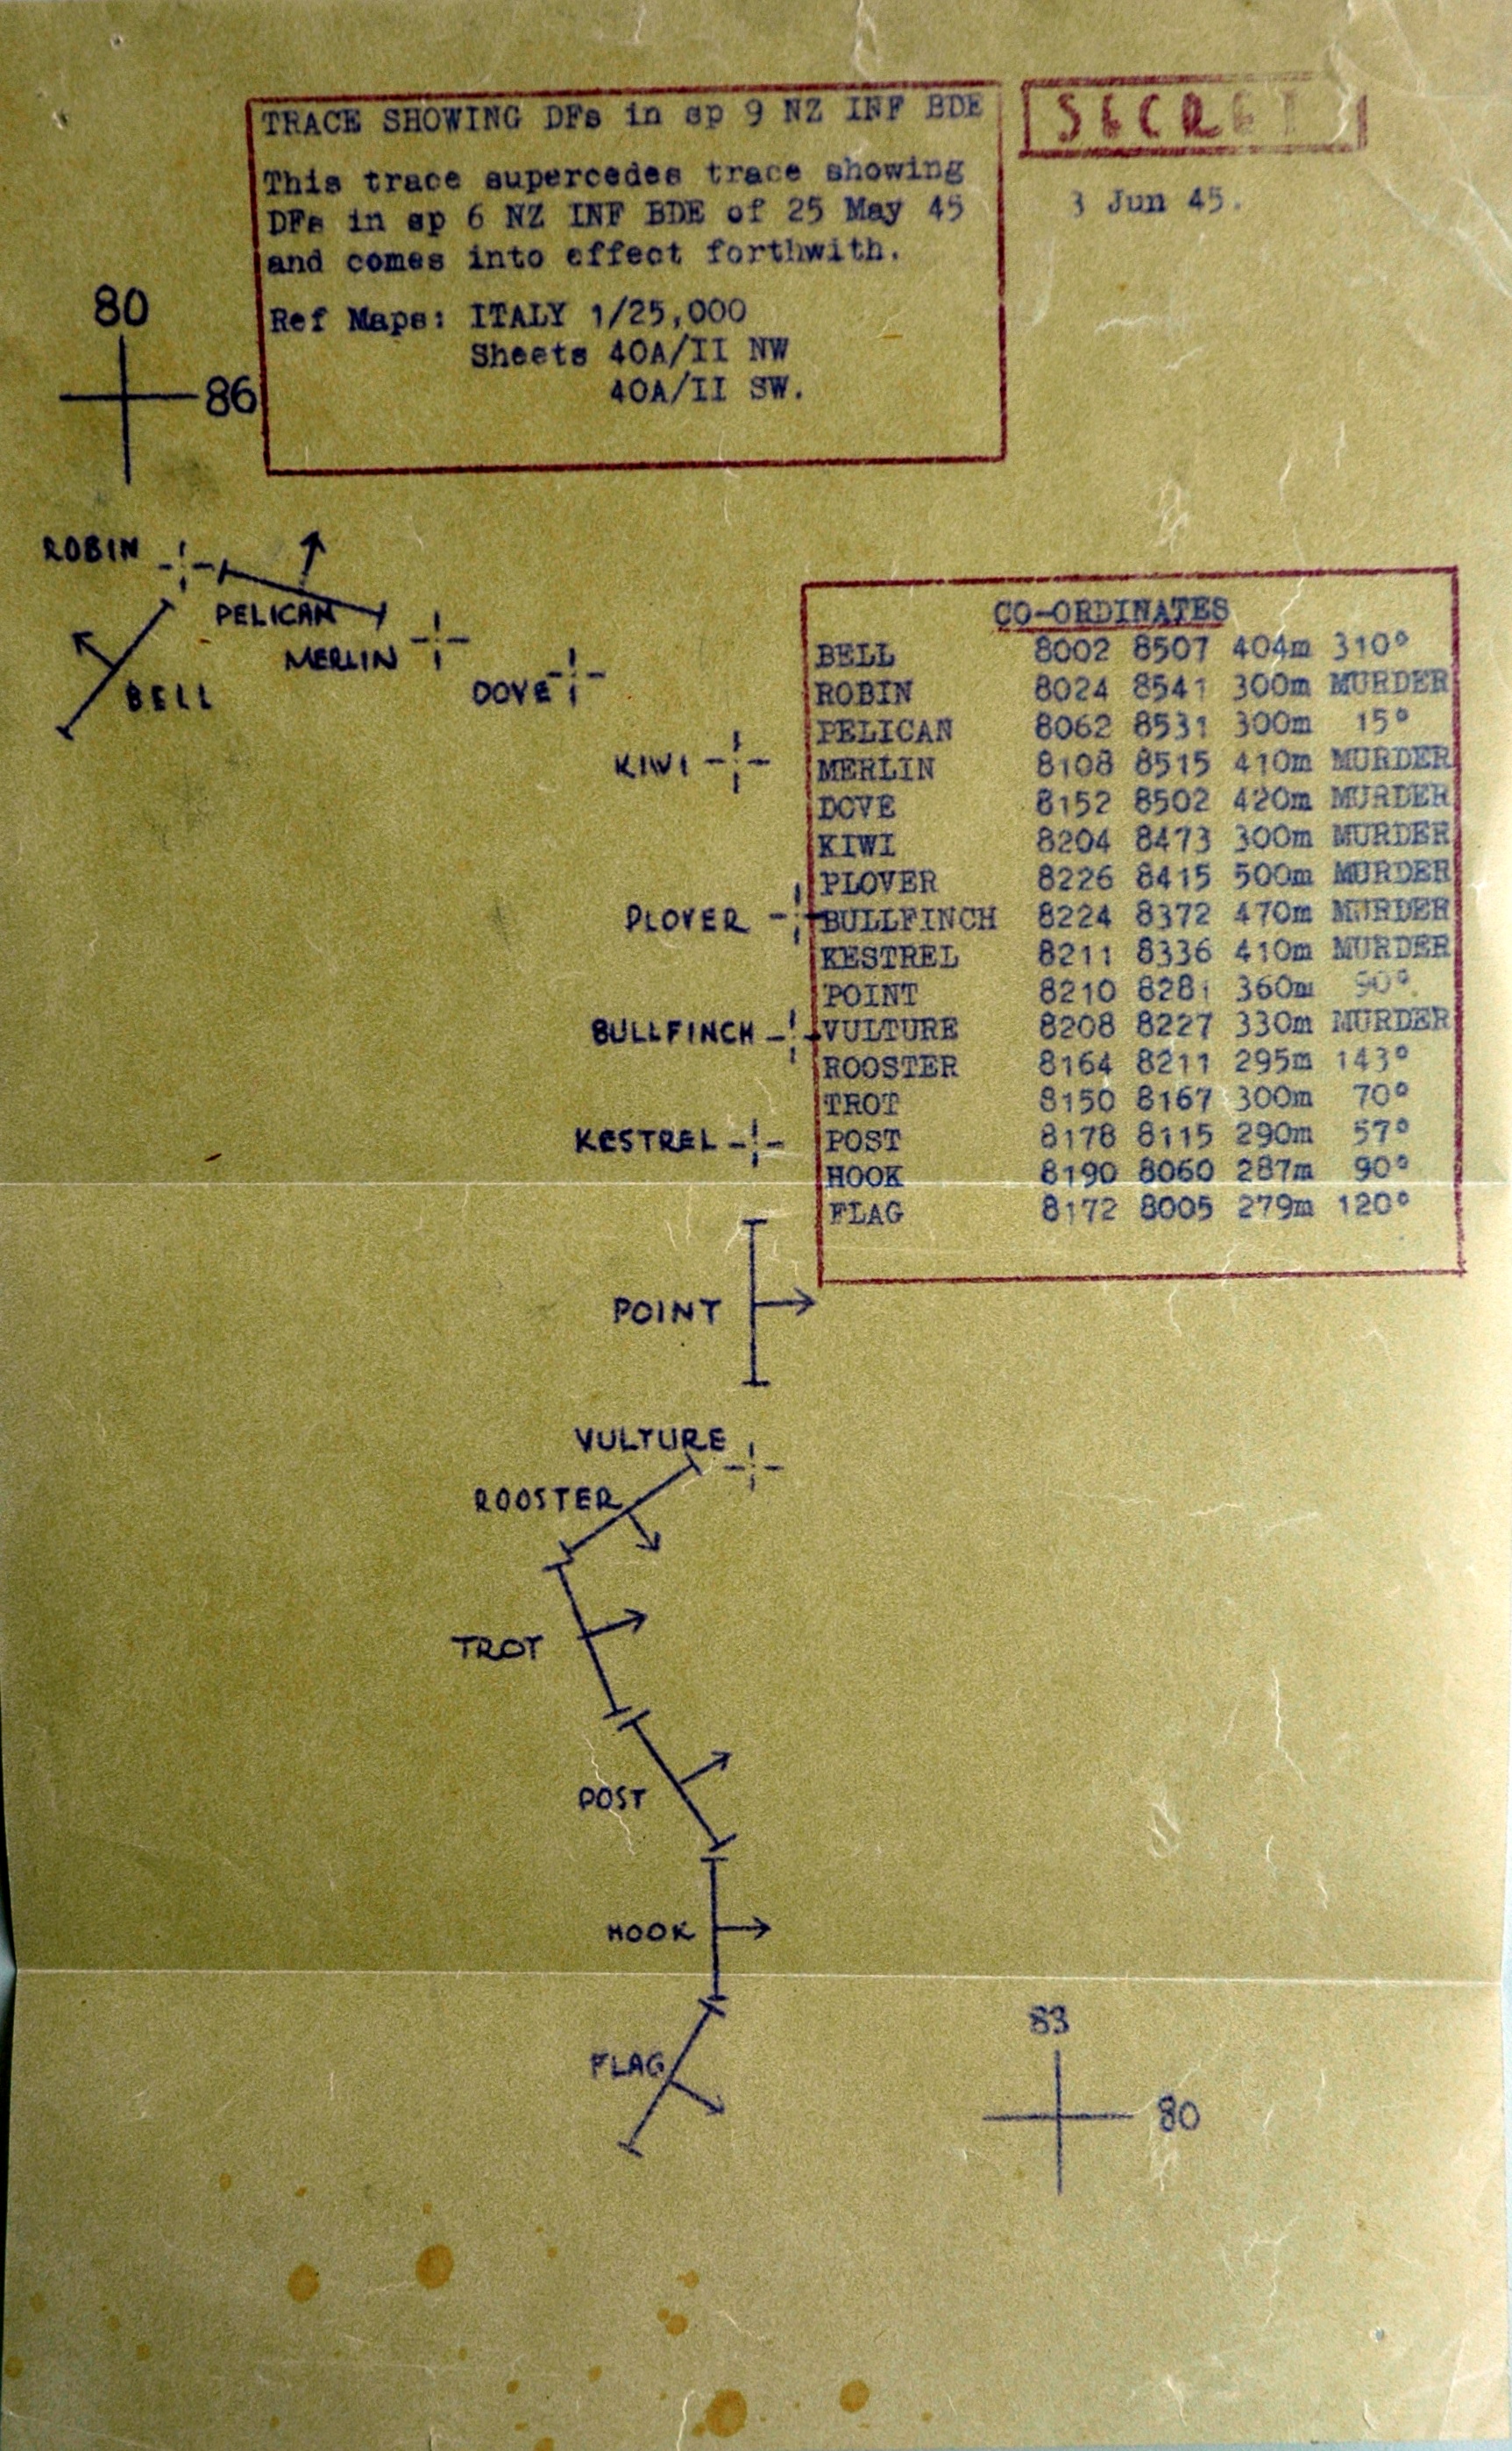 TRACE SHOWING DFs in sp 9 NZ INF BDE
This trace supercedes trace showing
DFs in sp 6 NZ INF BDE of 25 May 45
and comes into effect forthwith.
Ref Maps: ITALY 1/25,000
Sheets 40A/II NW
40A/II SW.
SECRET
3 Jun 45.
80
86
ROBIN
PELICAN
MERLIN
BELL
DOVE
KIWI
PLOVER
BULLFINCH
KESTREL
CO-ORDINATES
BELL 8002 8507 404m 310°
ROBIN 8024 8541 300m MURDER
PELICAN 8062 8531 300m 15°
MERLIN 8108 8515 410m MURDER
DOVE 8152 8502 420m MURDER
KIWI 8204 8473 300m MURDER
PLOVER 8226 8415 500m MURDER
BULLFINCH 8224 8372 470m MURDER
KESTREL 8211 8336 410m MURDER
POINT 8210 8281 360m 90°
VULTURE 8208 8227 330m MURDER
ROOSTER 8164 8211 295m 143°
TROT 8150 8167 300m 70°
POST 8178 8115 290m 57°
HOOK 8190 8060 287m 90°
FLAG 8172 8005 279m 120°
POINT
VULTURE
ROOSTER
TROT
POST
HOOK
FLAG
83
80